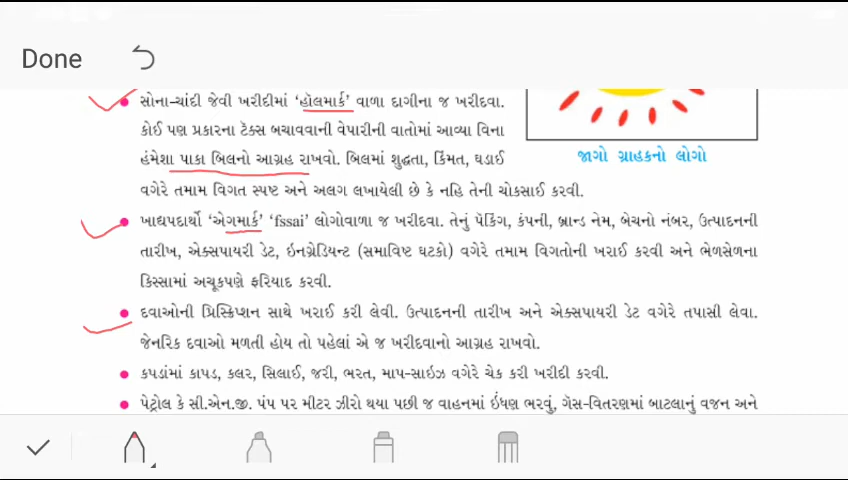 Done
સોના-ચાંદી જેવી ખરીદીમાં ‘હૉલમાર્ક’ વાળા દાગીના જ ખરીદવા.
કોઈ પણ પ્રકારના ટૅક્સ બચાવવાની વેપારીની વાતોમાં આવ્યા વિના
હંમેશા પાકા બિલનો આગ્રહ રાખવો. બિલમાં શુદ્ધતા, કિંમત, ઘડાઈ
જાગો ગ્રાહકનો લોગો
વગેરે તમામ વિગત સ્પષ્ટ અને અલગ લખાયેલી છે કે નહિ તેની ચોકસાઈ કરવી.
ખાદ્યપદાર્થો ‘એગમાર્ક’ ‘fssai’ લોગોવાળા જ ખરીદવા. તેનું પૅકિંગ, કંપની, બ્રાન્ડ નેમ, બેચનો નંબર, ઉત્પાદનની
તારીખ, એક્સપાયરી ડેટ, ઇનગ્રેડિયન્ટ (સમાવિષ્ટ ઘટકો) વગેરે તમામ વિગતોની ખરાઈ કરવી અને ભેળસેળના
કિસ્સામાં અચૂકપણે ફરિયાદ કરવી.
દવાઓની પ્રિસ્ક્રિપ્શન સાથે ખરાઈ કરી લેવી. ઉત્પાદનની તારીખ અને એક્સપાયરી ડેટ વગેરે તપાસી લેવા.
જેનરિક દવાઓ મળતી હોય તો પહેલાં એ જ ખરીદવાનો આગ્રહ રાખવો.
કપડાંમાં કાપડ, કલર, સિલાઈ, જરી, ભરત, માપ-સાઇઝ વગેરે ચેક કરી ખરીદી કરવી.
પેટ્રોલ કે સી.એન.જી. પંપ પર મીટર ઝીરો થયા પછી જ વાહનમાં ઈંધણ ભરવું, ગૅસ-વિતરણમાં બાટલાનું વજન અને